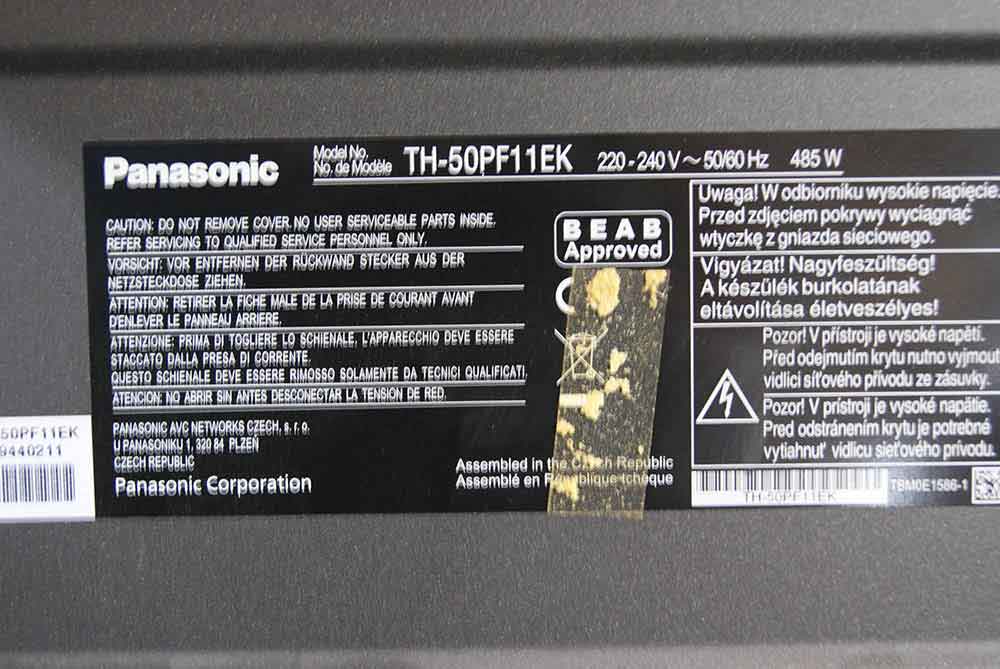 Panasonic
Model No.
No. de Modèle
TH-50PF11EK 220-240V~50/60 Hz 485W
CAUTION: DO NOT REMOVE COVER. NO USER SERVICEABLE PARTS INSIDE.
REFER SERVICING TO QUALIFIED SERVICE PERSONNEL ONLY.
VORSICHT: VOR ENTFERNEN DER RÜCKWAND STECKER AUS DER
NETZSTECKDOSE ZIEHEN.
ATTENTION: RETIRER LA FICHE MALE DE LA PRISE DE COURANT AVANT
D'ENLEVER LE PANNEAU ARRIERE.
ATTENZIONE: PRIMA DI TOGLIERE LO SCHIENALE, L'APPARECCHIO DEVE ESSERE
STACCATO DALLA PRESA DI CORRENTE.
QUESTO SCHIENALE DEVE ESSERE RIMOSSO SOLAMENTE DA TECNICI QUALIFICATI.
ATENCION: NO ABRIR SIN ANTES DESCONECTAR LA TENSION DE RED.
PANASONIC AVC NETWORKS CZECH, s. r. o.
U PANASONIKU 1, 320 84 PLZEŇ
CZECH REPUBLIC
Panasonic Corporation
BEAB
Approved
Assembled in the Czech Republic
Assemblé en République tchèque
Uwaga! W odbiorniku wysokie napięcie.
Przed zdjęciem pokrywy wyciągnąć
wtyczkę z gniazda sieciowego.
Vigyázat! Nagyfeszültség!
A készülék burkolatának
eltávolítása életveszélyes!
Pozor! V přístroji je vysoké napětí.
Před odejmutím krytu nutno vyjmout
vidlici síťového přívodu ze zásuvky.
Pozor! V prístroji je vysoké napätie.
Pred odstránením krytu je potrebné
vytiahnuť vidlicu sieťového prívodu.
TH-50PF11EK
TBM0E1586-1
50PF11EK
9440211